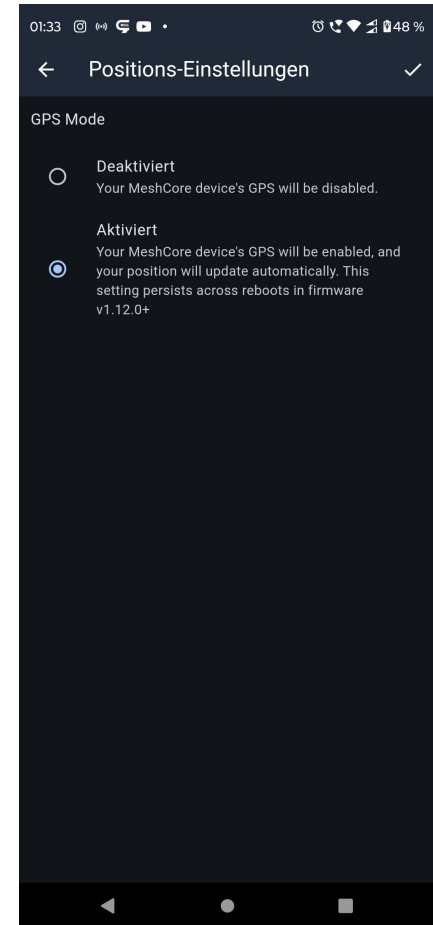 01:33 48 %
Positions-Einstellungen
GPS Mode
Deaktiviert
Your MeshCore device's GPS will be disabled.
Aktiviert
Your MeshCore device's GPS will be enabled, and
your position will update automatically. This
setting persists across reboots in firmware
v1.12.0+